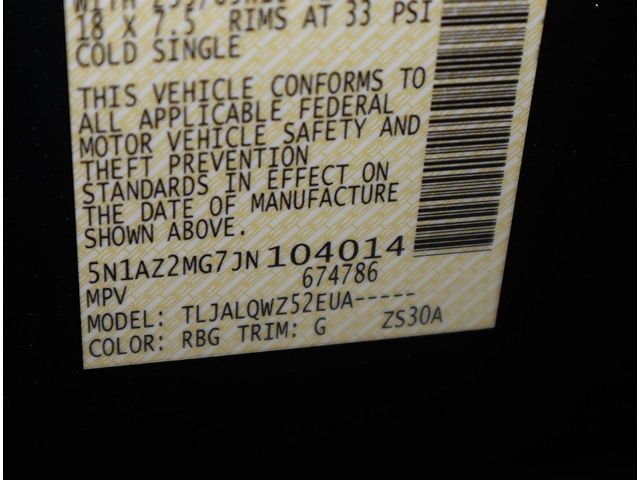 WITH
18 X 7.5 RIMS AT 33 PSI
COLD SINGLE
THIS VEHICLE CONFORMS TO
ALL APPLICABLE FEDERAL
MOTOR VEHICLE SAFETY AND
THEFT PREVENTION
STANDARDS IN EFFECT ON
THE DATE OF MANUFACTURE
SHOWN ABOVE.
5N1AZ2MG7JN104014
674786
MPV
MODEL: TLJALQWZ52EUA-----
COLOR: RBG TRIM: G ZS30A